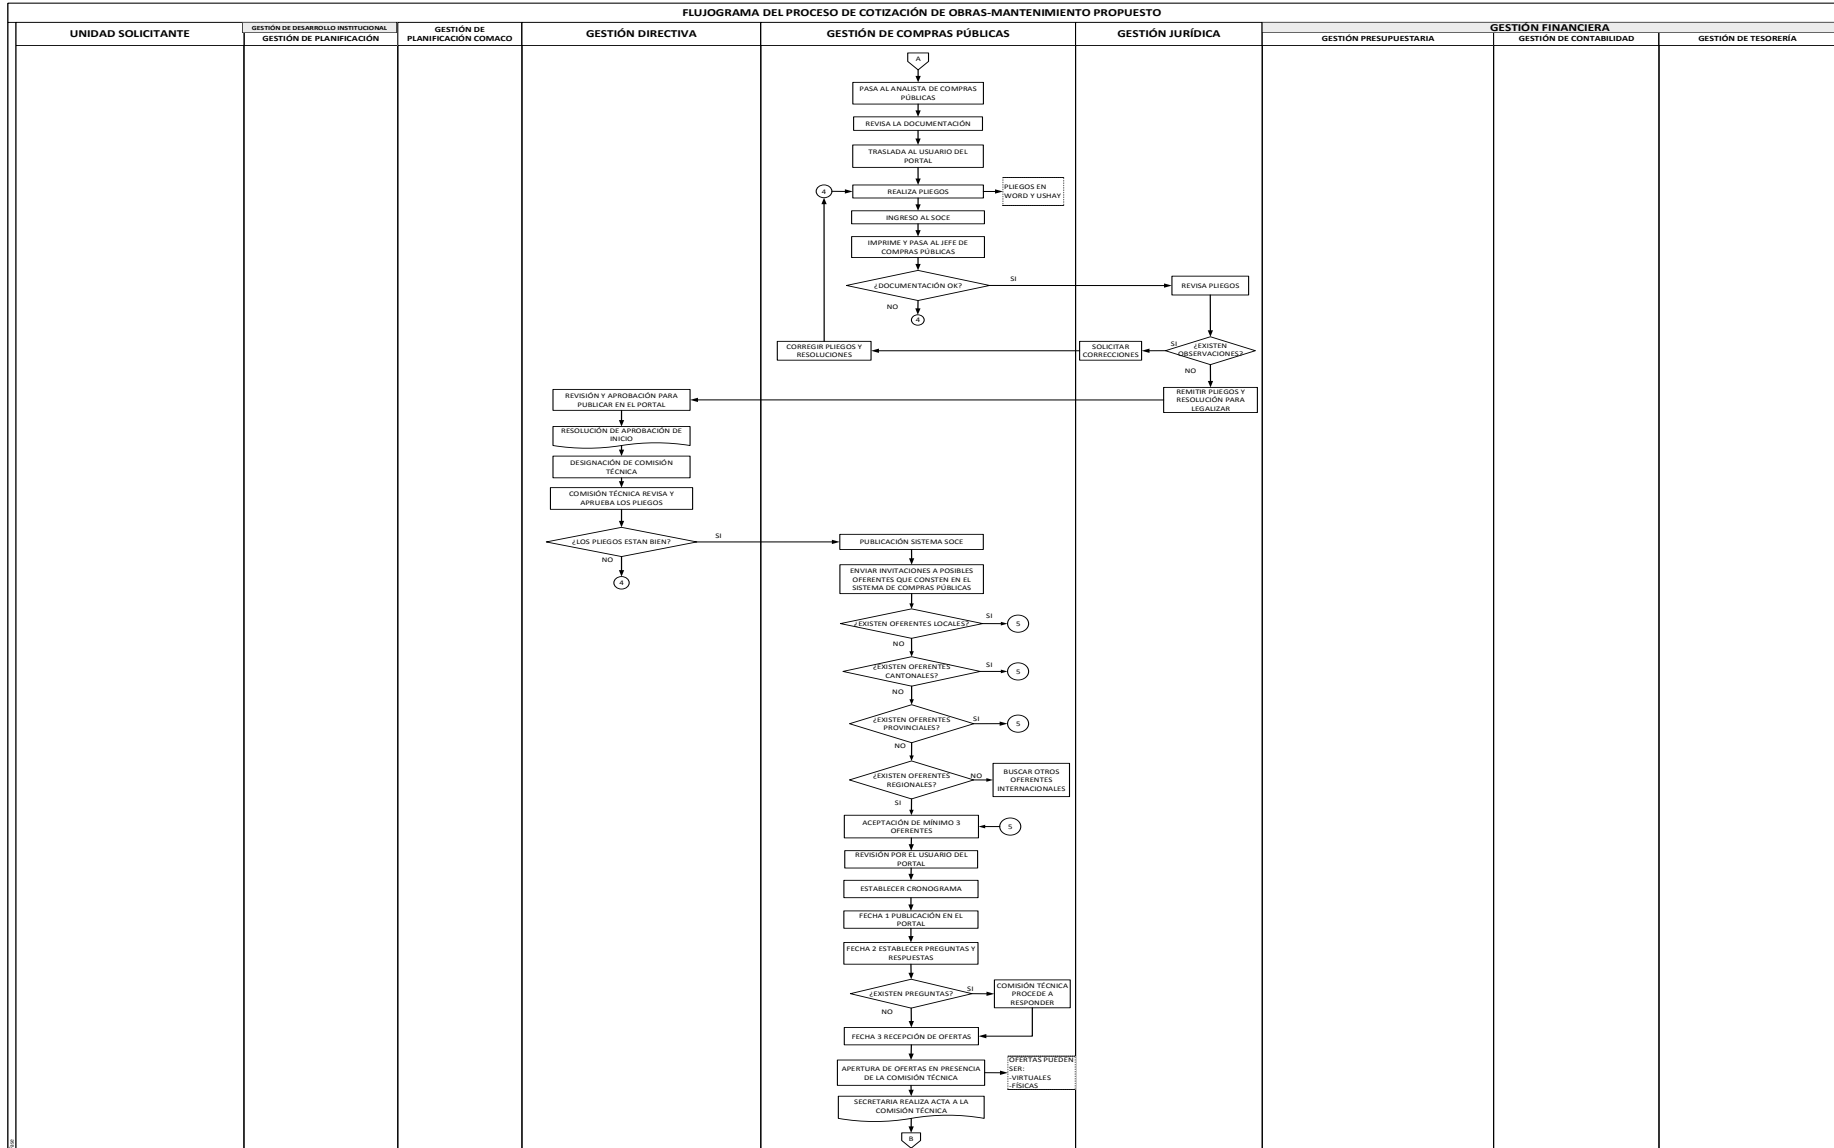 FLUJOGRAMA DEL PROCESO DE COTIZACIÓN DE OBRAS-MANTENIMIENTO PROPUESTO
UNIDAD SOLICITANTE
GESTIÓN DE DESARROLLO INSTITUCIONAL
GESTIÓN DE PLANIFICACIÓN
GESTIÓN DE
PLANIFICACIÓN COMACO
GESTIÓN DIRECTIVA
GESTIÓN DE COMPRAS PÚBLICAS
GESTIÓN JURÍDICA
GESTIÓN FINANCIERA
GESTIÓN PRESUPUESTARIA
GESTIÓN DE CONTABILIDAD
GESTIÓN DE TESORERÍA
A
PASA AL ANALISTA DE COMPRAS
PÚBLICAS
REVISA LA DOCUMENTACIÓN
TRASLADA AL USUARIO DEL
PORTAL
4
REALIZA PLIEGOS
PLIEGOS EN
WORD Y USHAY
INGRESO AL SOCE
IMPRIME Y PASA AL JEFE DE
COMPRAS PÚBLICAS
¿DOCUMENTACIÓN OK?
SI
REVISA PLIEGOS
NO
4
CORREGIR PLIEGOS Y
RESOLUCIONES
SOLICITAR
CORRECCIONES
SI
¿EXISTEN
OBSERVACIONES?
NO
REMITIR PLIEGOS Y
RESOLUCIÓN PARA
LEGALIZAR
REVISIÓN Y APROBACIÓN PARA
PUBLICAR EN EL PORTAL
RESOLUCIÓN DE APROBACIÓN DE
INICIO
DESIGNACIÓN DE COMISIÓN
TÉCNICA
COMISIÓN TÉCNICA REVISA Y
APRUEBA LOS PLIEGOS
¿LOS PLIEGOS ESTAN BIEN?
SI
NO
4
PUBLICACIÓN SISTEMA SOCE
ENVIAR INVITACIONES A POSIBLES
OFERENTES QUE CONSTEN EN EL
SISTEMA DE COMPRAS PÚBLICAS
¿EXISTEN OFERENTES LOCALES?
SI
5
NO
¿EXISTEN OFERENTES
CANTONALES?
SI
5
NO
¿EXISTEN OFERENTES
PROVINCIALES?
SI
5
NO
¿EXISTEN OFERENTES
REGIONALES?
NO
BUSCAR OTROS
OFERENTES
INTERNACIONALES
SI
ACEPTACIÓN DE MÍNIMO 3
OFERENTES
5
REVISIÓN POR EL USUARIO DEL
PORTAL
ESTABLECER CRONOGRAMA
FECHA 1 PUBLICACIÓN EN EL
PORTAL
FECHA 2 ESTABLECER PREGUNTAS Y
RESPUESTAS
¿EXISTEN PREGUNTAS?
SI
COMISIÓN TÉCNICA
PROCEDE A
RESPONDER
NO
FECHA 3 RECEPCIÓN DE OFERTAS
APERTURA DE OFERTAS EN PRESENCIA
DE LA COMISIÓN TÉCNICA
OFERTAS PUEDEN
SER:
-VIRTUALES
-FÍSICAS
SECRETARIA REALIZA ACTA A LA
COMISIÓN TÉCNICA
B